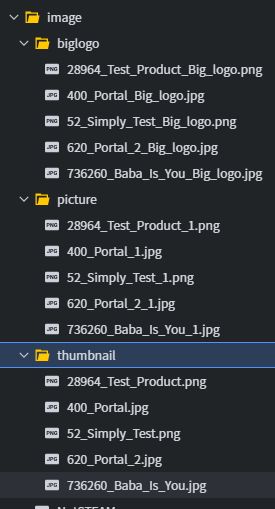 image
biglogo
PNG 28964_Test_Product_Big_logo.png
JPG 400_Portal_Big_logo.jpg
PNG 52_Simply_Test_Big_logo.png
JPG 620_Portal_2_Big_logo.jpg
JPG 736260_Baba_Is_You_Big_logo.jpg
picture
PNG 28964_Test_Product_1.png
JPG 400_Portal_1.jpg
PNG 52_Simply_Test_1.png
JPG 620_Portal_2_1.jpg
JPG 736260_Baba_Is_You_1.jpg
thumbnail
PNG 28964_Test_Product.png
JPG 400_Portal.jpg
PNG 52_Simply_Test.png
JPG 620_Portal_2.jpg
JPG 736260_Baba_Is_You.jpg